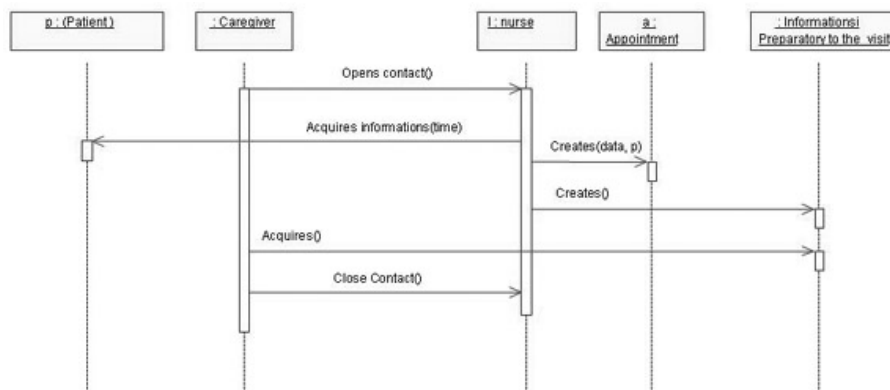 p : (Patient )
: Caregiver
l : nurse
a :
Appointment
: Informationsi
Preparatory to the visit
Opens contact()
Acquires informations(time)
Creates(data, p)
Creates()
Acquires()
Close Contact()